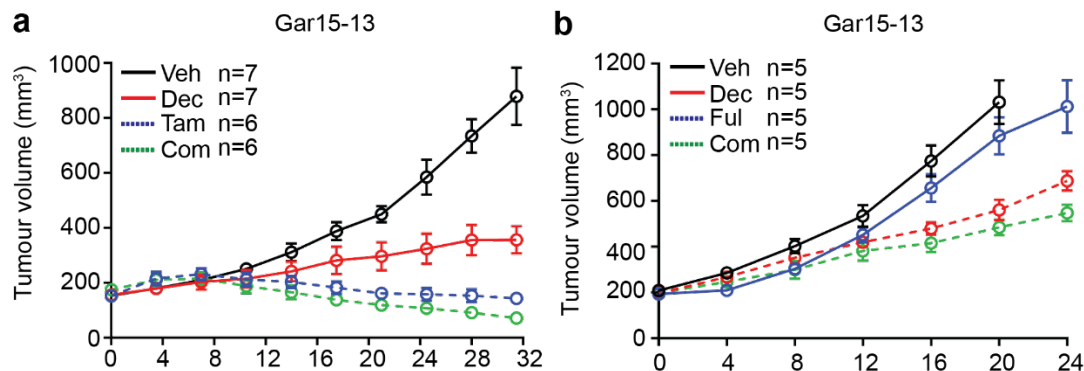 a
Gar15-13
Tumour volume (mm³)
1000
800
600
400
200
0
Veh n=7
Dec n=7
Tam n=6
Com n=6
0 4 8 12 16 20 24 28 32
b
Gar15-13
Tumour volume (mm³)
1200
1000
800
600
400
200
0
Veh n=5
Dec n=5
Ful n=5
Com n=5
0 4 8 12 16 20 24